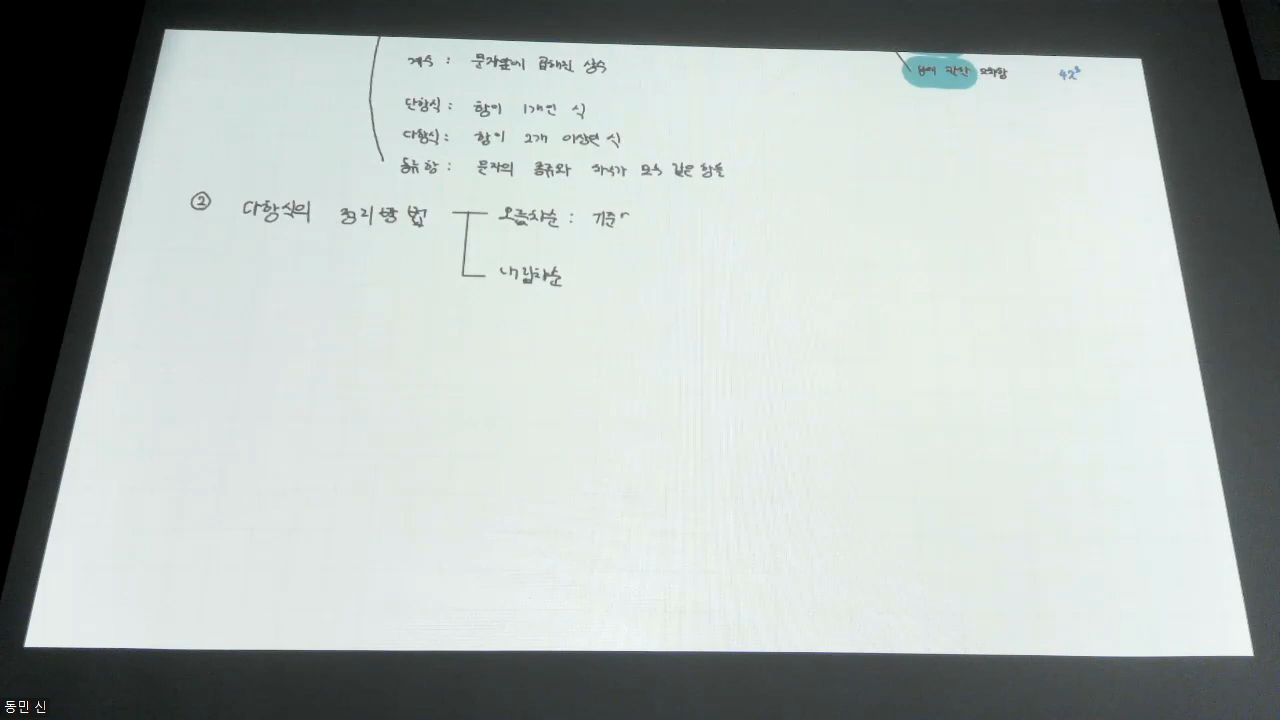 계수 : 문자앞에 곱해진 상수
단항식 : 항이 1개인 식
다항식 : 항이 2개 이상인 식
동류항 : 문자의 종류와 차수가 모두 같은 항들
② 다항식의 정리방법 오름차순 : 기준
내림차순
42³
동민 신